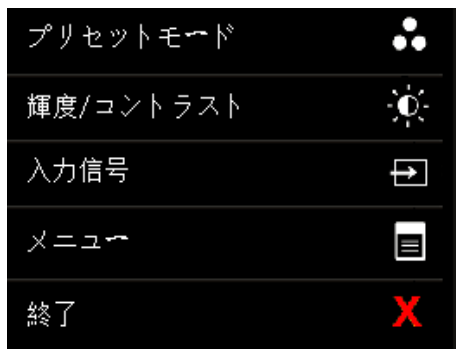 プリセットモード
輝度/コントラスト
入力信号
メニュー
終了